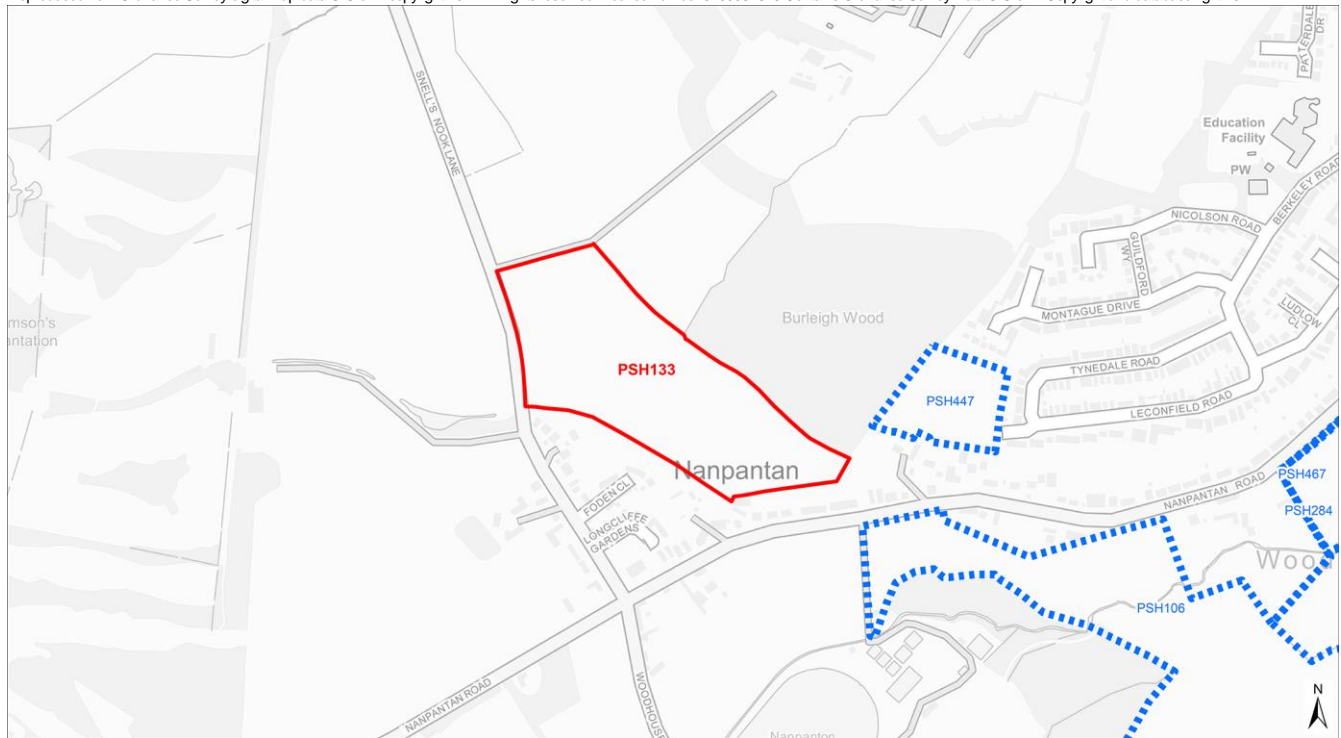 PATTERDALE
DR
SNELL'S NOOK LANE
Education
Facility
PW
BERKELEY ROAD
NICOLSON ROAD
GUILDFORD
WY
MONTAGUE DRIVE
LUDLOW
CL
Burleigh Wood
PSH133
TYNEDALE ROAD
PSH447
LECONFIELD ROAD
Nanpantan
NANPANTAN ROAD
PSH467
PSH284
FODEN CL
LONGCLIFFE
GARDENS
Wood
PSH106
NANPANTAN ROAD
WOODHOUSE
N